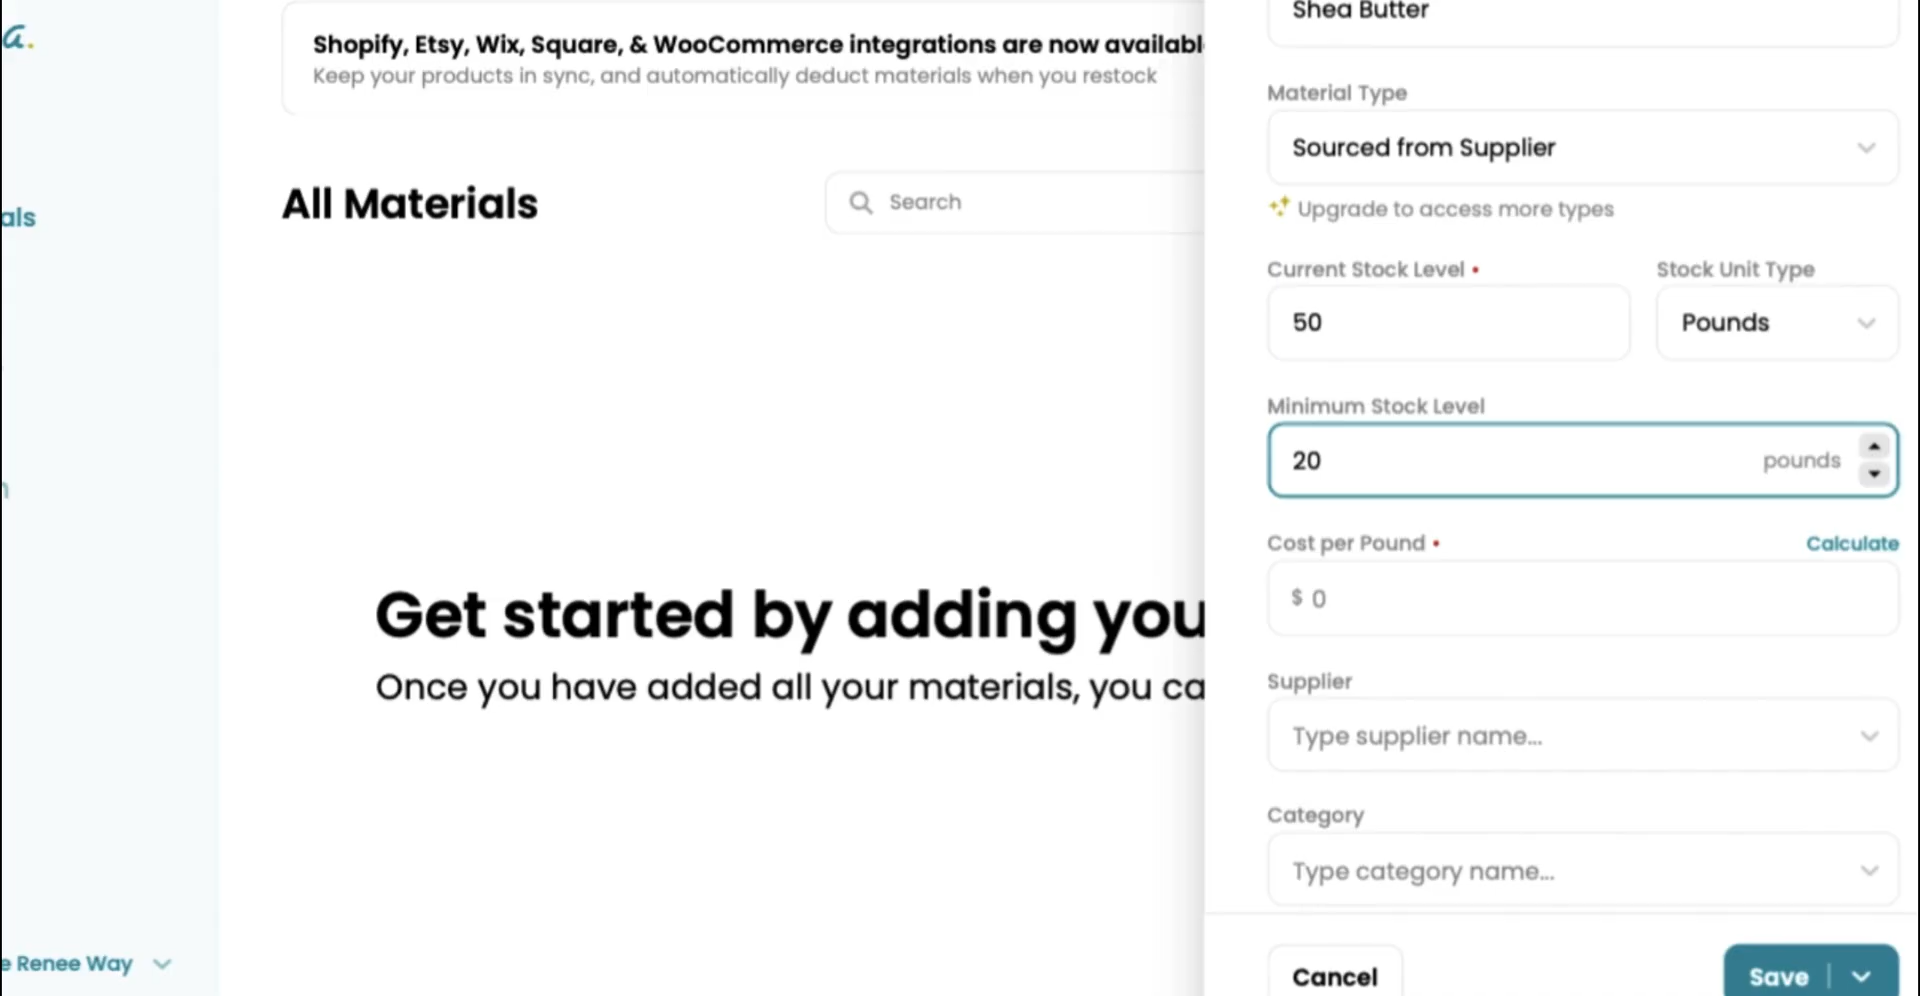 a.
als
Renee Way
Shopify, Etsy, Wix, Square, & WooCommerce integrations are now availabl
Keep your products in sync, and automatically deduct materials when you restock
All Materials
Search
Get started by adding you
Once you have added all your materials, you ca
Shea Butter
Material Type
Sourced from Supplier
Upgrade to access more types
Current Stock Level •
Stock Unit Type
50
Pounds
Minimum Stock Level
20
pounds
Cost per Pound •
Calculate
$ 0
Supplier
Type supplier name...
Category
Type category name...
Cancel
Save